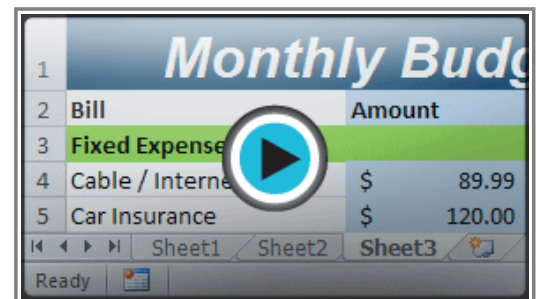 1 Monthly Budg
2 Bill Amount
3 Fixed Expense
4 Cable / Interne $ 89.99
5 Car Insurance $ 120.00
Sheet1 Sheet2 Sheet3
Ready